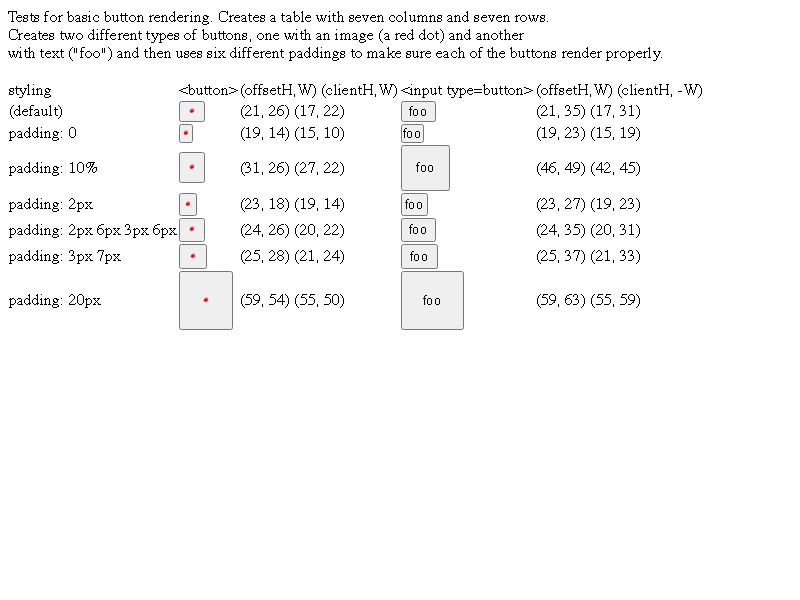 Tests for basic button rendering. Creates a table with seven columns and seven rows.
Creates two different types of buttons, one with an image (a red dot) and another
with text ("foo") and then uses six different paddings to make sure each of the buttons render properly.
styling <button> (offsetH, W) (clientH, W) <input type=button> (offsetH, W) (clientH, -W)
(default) (21, 26) (17, 22) foo (21, 35) (17, 31)
padding: 0 (19, 14) (15, 10) foo (19, 23) (15, 19)
padding: 10% (31, 26) (27, 22) foo (46, 49) (42, 45)
padding: 2px (23, 18) (19, 14) foo (23, 27) (19, 23)
padding: 2px 6px 3px 6px (24, 26) (20, 22) foo (24, 35) (20, 31)
padding: 3px 7px (25, 28) (21, 24) foo (25, 37) (21, 33)
padding: 20px (59, 54) (55, 50) foo (59, 63) (55, 59)